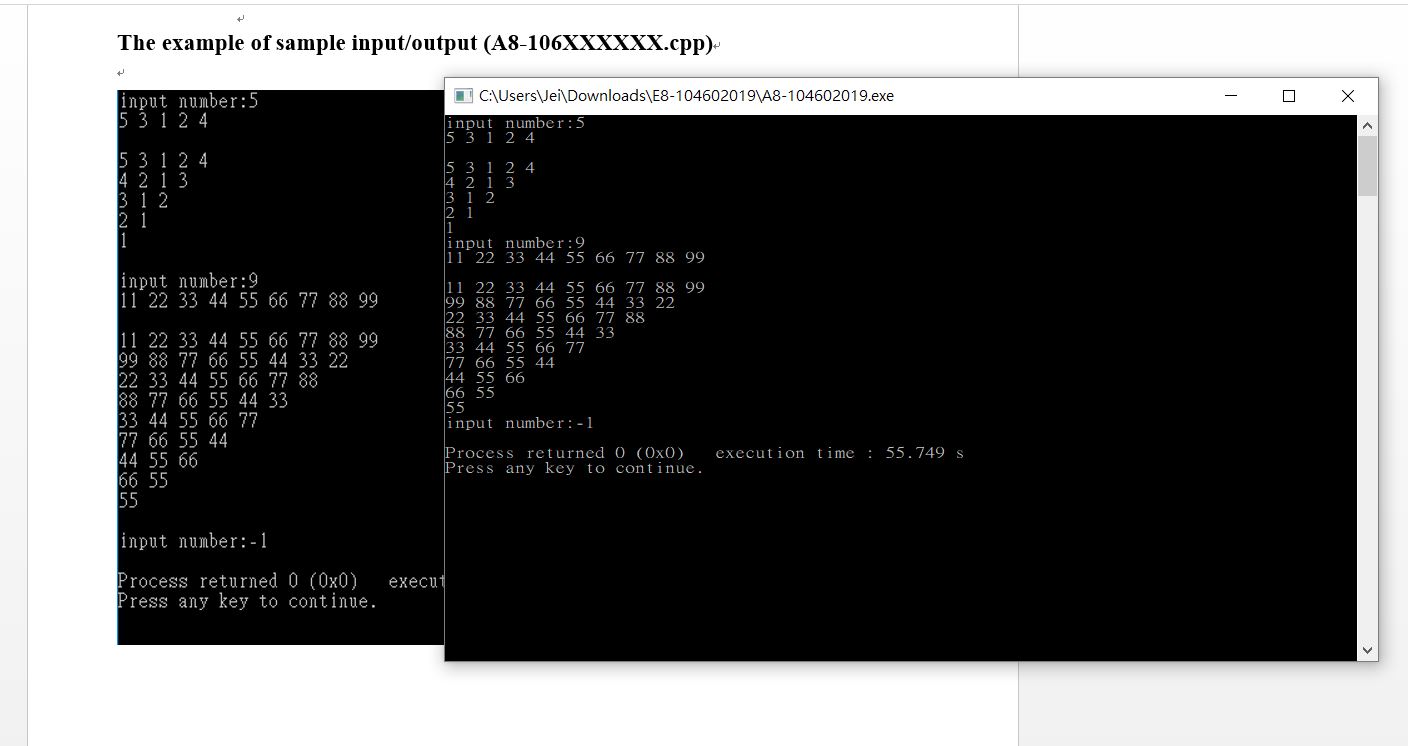 The example of sample input/output (A8-106XXXXXX.cpp)
input number:5
5 3 1 2 4
5 3 1 2 4
4 2 1 3
3 1 2
2 1
1
input number:9
11 22 33 44 55 66 77 88 99
11 22 33 44 55 66 77 88 99
99 88 77 66 55 44 33 22
22 33 44 55 66 77 88
88 77 66 55 44 33
33 44 55 66 77
77 66 55 44
44 55 66
66 55
55
input number:-1
Process returned 0 (0x0) execut
Press any key to continue.
C:\Users\Jei\Downloads\E8-104602019\A8-104602019.exe
input number:5
5 3 1 2 4
5 3 1 2 4
4 2 1 3
3 1 2
2 1
1
input number:9
11 22 33 44 55 66 77 88 99
11 22 33 44 55 66 77 88 99
99 88 77 66 55 44 33 22
22 33 44 55 66 77 88
88 77 66 55 44 33
33 44 55 66 77
77 66 55 44
44 55 66
66 55
55
input number:-1
Process returned 0 (0x0) execution time : 55.749 s
Press any key to continue.